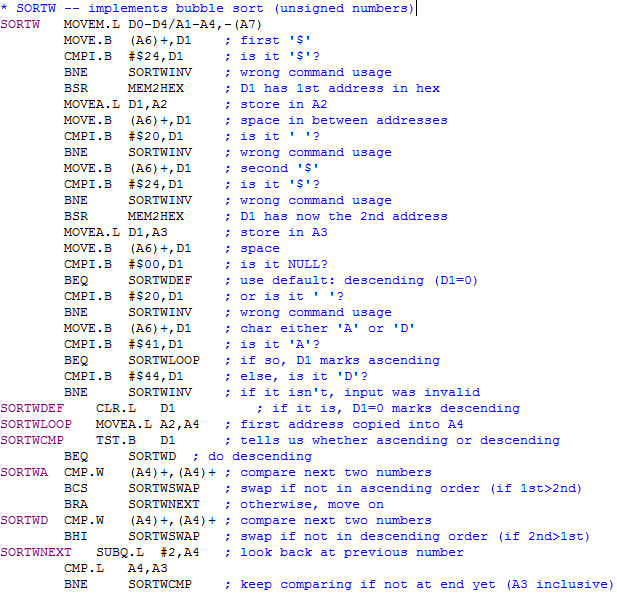 * SORTW -- implements bubble sort (unsigned numbers)
SORTW   MOVEM.L D0-D4/A1-A4,-(A7)
        MOVE.B  (A6)+,D1    ; first '$'
        CMPI.B  #$24,D1     ; is it '$'?
        BNE     SORTWINV    ; wrong command usage
        BSR     MEM2HEX     ; D1 has 1st address in hex
        MOVEA.L D1,A2       ; store in A2
        MOVE.B  (A6)+,D1    ; space in between addresses
        CMPI.B  #$20,D1     ; is it ' '?
        BNE     SORTWINV    ; wrong command usage
        MOVE.B  (A6)+,D1    ; second '$'
        CMPI.B  #$24,D1     ; is it '$'?
        BNE     SORTWINV    ; wrong command usage
        BSR     MEM2HEX     ; D1 has now the 2nd address
        MOVEA.L D1,A3       ; store in A3
        MOVE.B  (A6)+,D1    ; space
        CMPI.B  #$00,D1     ; is it NULL?
        BEQ     SORTWDEF    ; use default: descending (D1=0)
        CMPI.B  #$20,D1     ; or is it ' '?
        BNE     SORTWINV    ; wrong command usage
        MOVE.B  (A6)+,D1    ; char either 'A' or 'D'
        CMPI.B  #$41,D1     ; is it 'A'?
        BEQ     SORTWLOOP   ; if so, D1 marks ascending
        CMPI.B  #$44,D1     ; else, is it 'D'?
        BNE     SORTWINV    ; if it isn't, input was invalid
SORTWDEF    CLR.L   D1          ; if it is, D1=0 marks descending
SORTWLOOP   MOVEA.L A2,A4   ; first address copied into A4
SORTWCMP    TST.B   D1      ; tells us whether ascending or descending
        BEQ     SORTWD  ; do descending
SORTWA  CMP.W   (A4)+,(A4)+ ; compare next two numbers
        BCS     SORTWSWAP   ; swap if not in ascending order (if 1st>2nd)
        BRA     SORTWNEXT   ; otherwise, move on
SORTWD  CMP.W   (A4)+,(A4)+ ; compare next two numbers
        BHI     SORTWSWAP   ; swap if not in descending order (if 2nd>1st)
SORTWNEXT   SUBQ.L  #2,A4   ; look back at previous number
        CMP.L   A4,A3
        BNE     SORTWCMP    ; keep comparing if not at end yet (A3 inclusive)